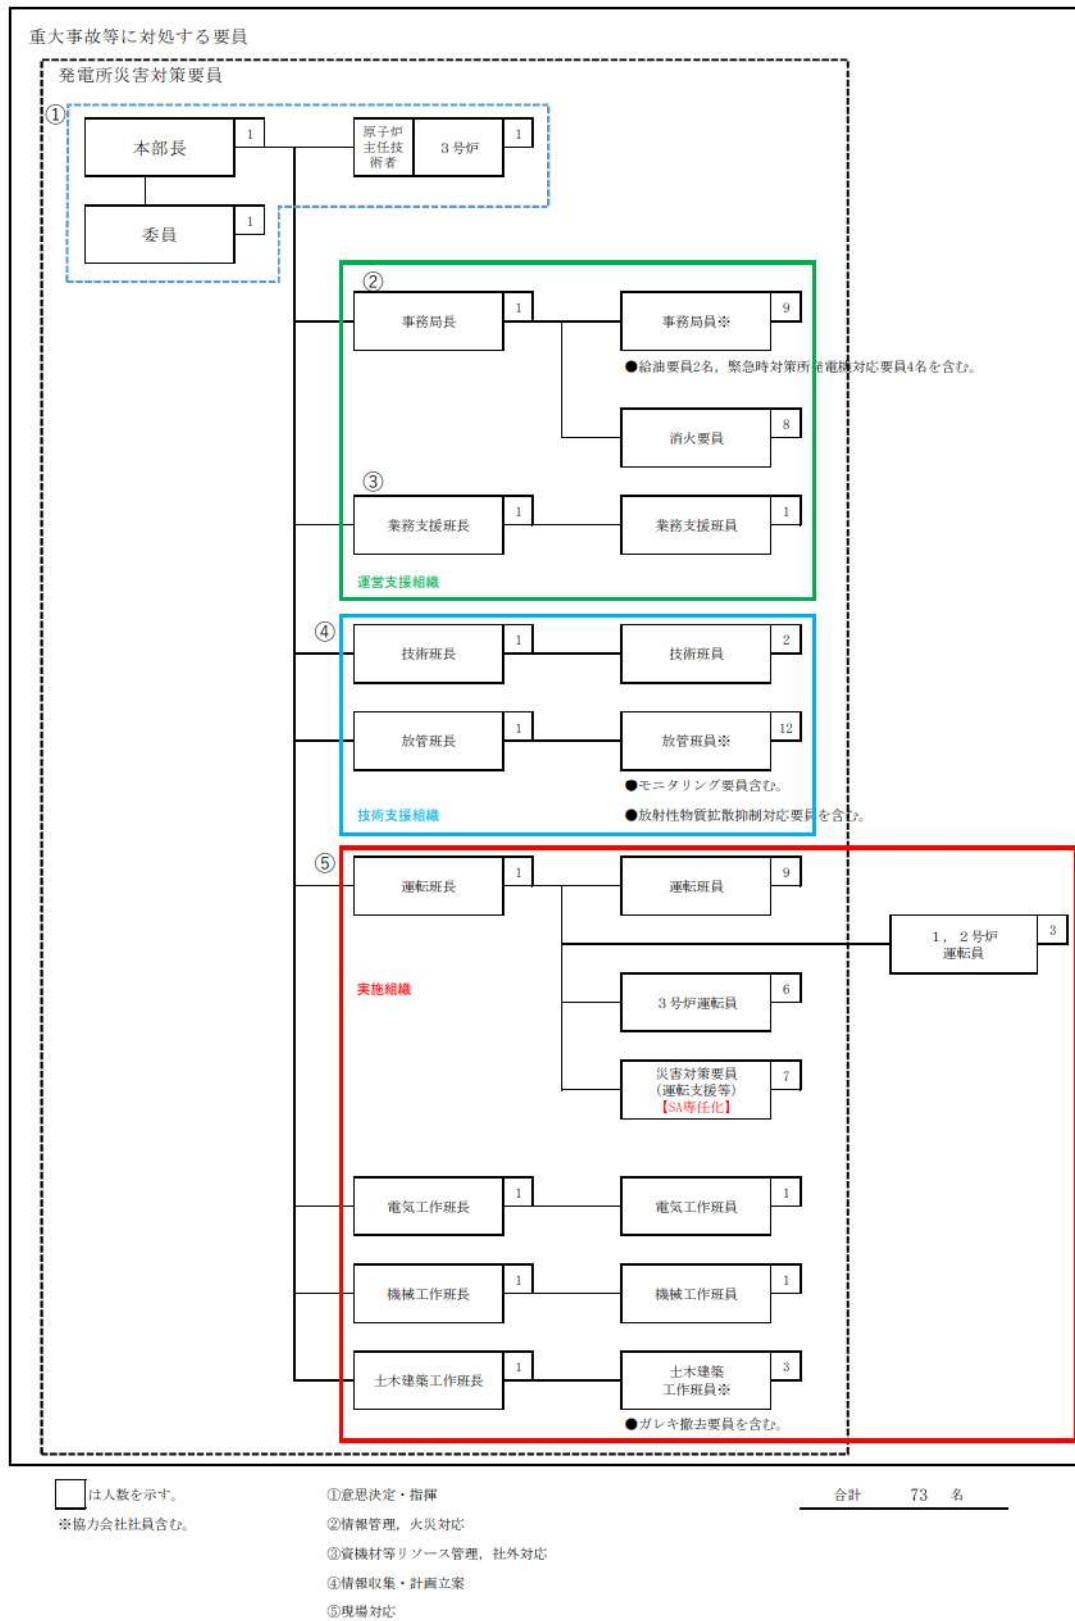 重大事故等に対処する要員
発電所災害対策要員
①
本部長
1
原子炉
主任技
術者
3号炉
1
委員
1
②
事務局長
1
事務局員※
9
●給油要員2名，緊急時対策所発電機対応要員4名を含む。
消火要員
8
③
業務支援班長
1
業務支援班員
1
運営支援組織
④
技術班長
1
技術班員
2
放管班長
1
放管班員※
12
●モニタリング要員含む。
●放射性物質拡散抑制対応要員を含む。
技術支援組織
⑤
運転班長
1
運転班員
9
1，2号炉
運転員
3
実施組織
3号炉運転員
6
災害対策要員
(運転支援等)
【SA専任化】
7
電気工作班長
1
電気工作班員
1
機械工作班長
1
機械工作班員
1
土木建築工作班長
1
土木建築
工作班員※
3
●ガレキ撤去要員を含む。
は人数を示す。
※協力会社社員含む。
①意思決定・指揮
②情報管理，火災対応
③資機材等リソース管理，社外対応
④情報収集・計画立案
⑤現場対応
合計 73 名